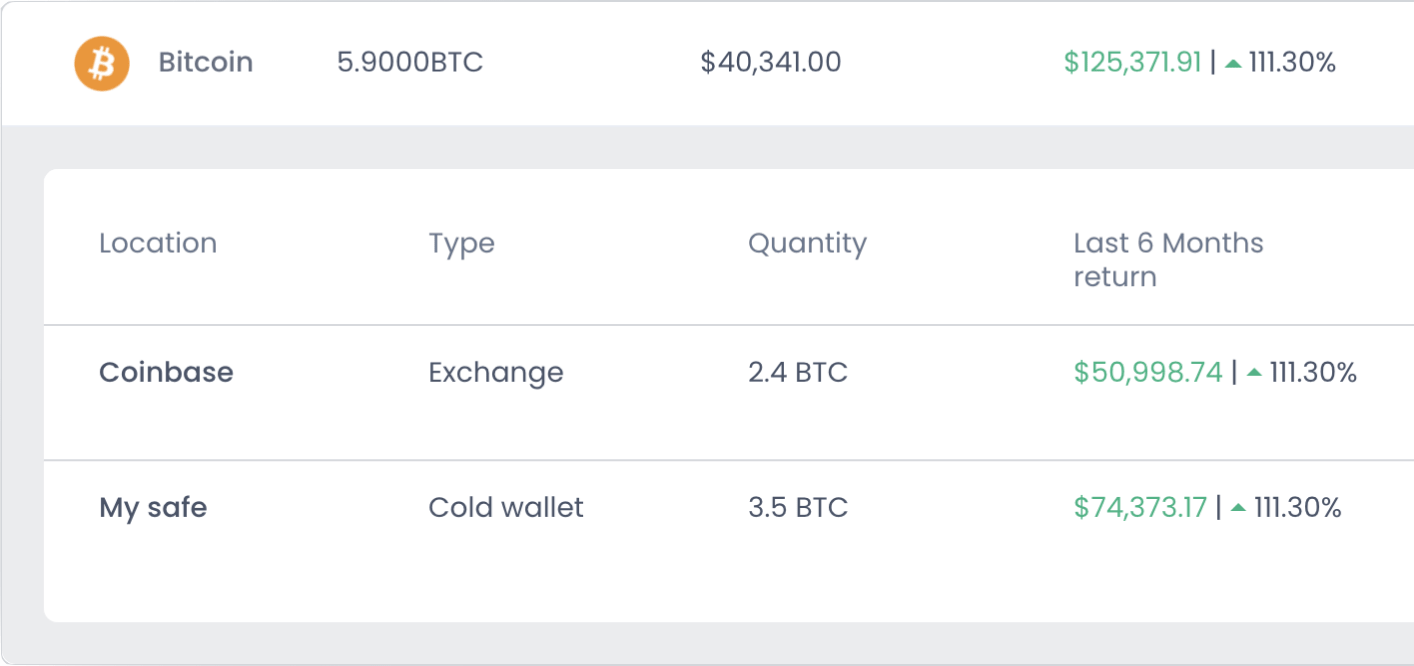 Bitcoin 5.9000BTC $40,341.00 $125,371.91 | ▲ 111.30%
Location Type Quantity Last 6 Months
return
Coinbase Exchange 2.4 BTC $50,998.74 | ▲ 111.30%
My safe Cold wallet 3.5 BTC $74,373.17 | ▲ 111.30%